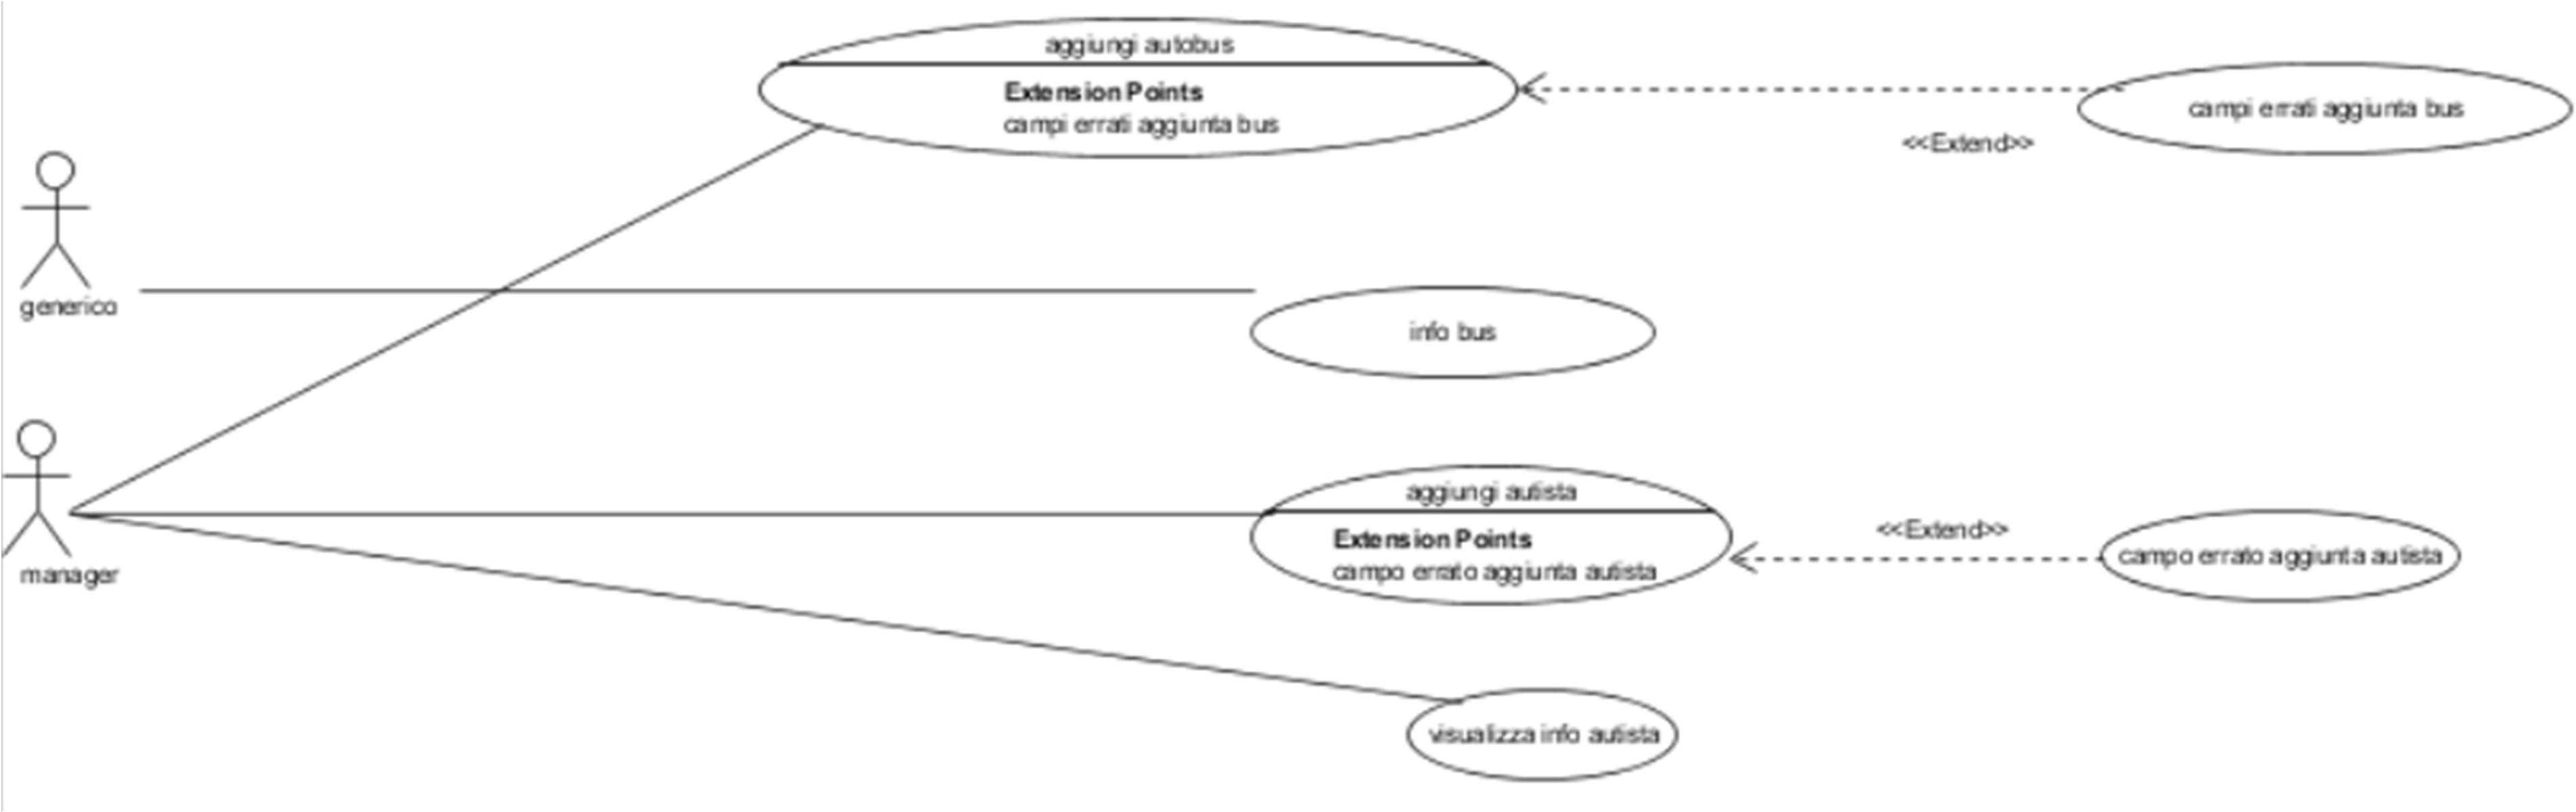 aggiungi autobus
Extension Points
campi errati aggiunta bus
campi errati aggiunta bus
<<Extend>>
generico
info bus
manager
aggiungi autista
Extension Points
campo errato aggiunta autista
<<Extend>>
campo errato aggiunta autista
visualizza info autista